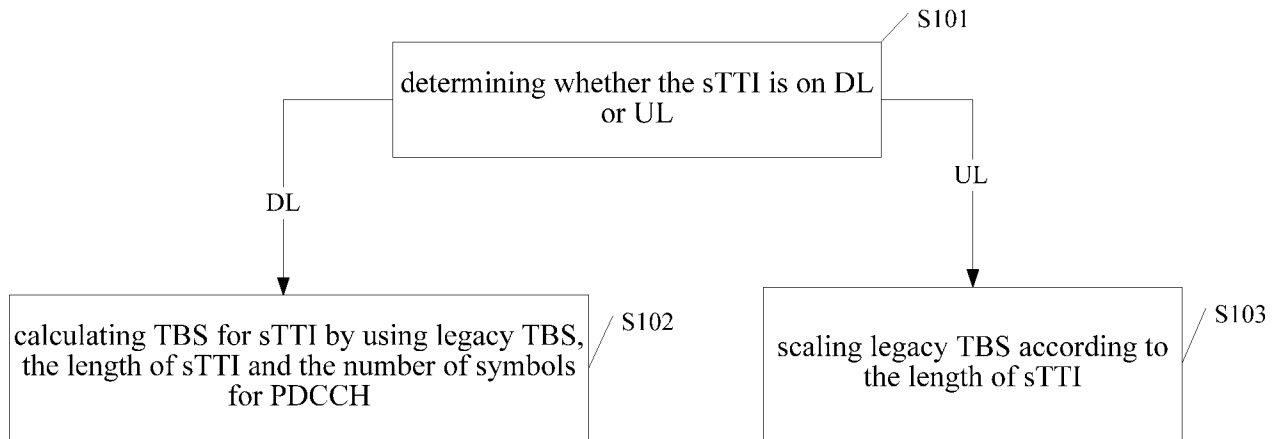 S101
determining whether the sTTI is on DL
or UL
DL
UL
calculating TBS for sTTI by using legacy TBS,
the length of sTTI and the number of symbols
for PDCCH
S102
scaling legacy TBS according to
the length of sTTI
S103